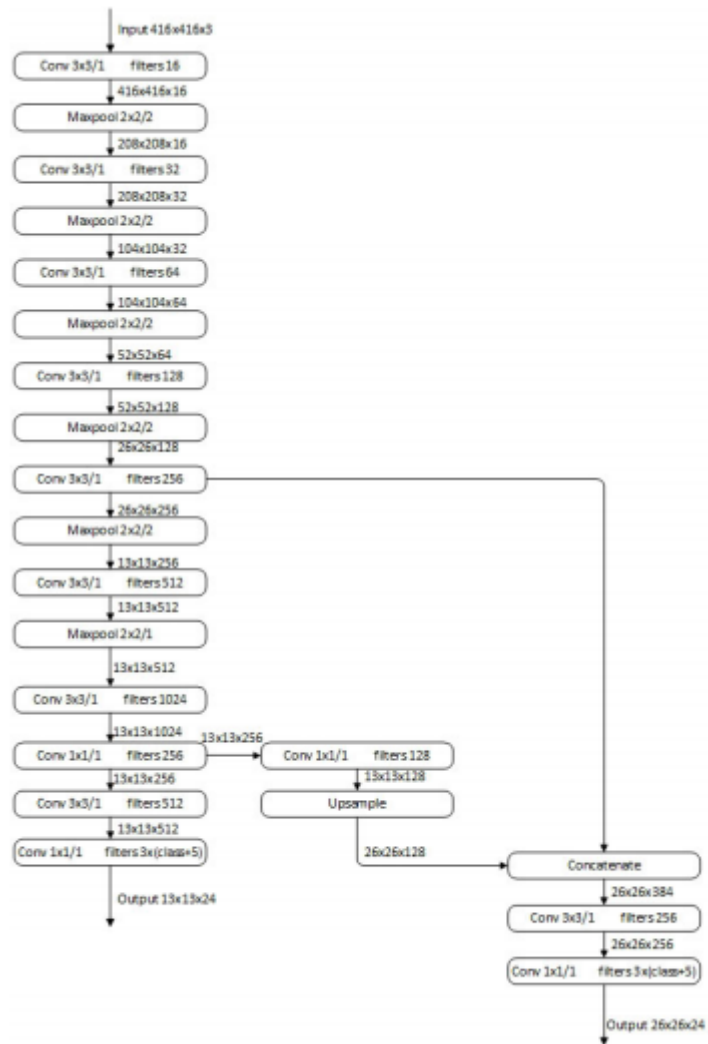 Input 416x416x3
Conv 3x3/1 filters 16
416x416x16
Maxpool 2x2/2
208x208x16
Conv 3x3/1 filters 32
208x208x32
Maxpool 2x2/2
104x104x32
Conv 3x3/1 filters 64
104x104x64
Maxpool 2x2/2
52x52x64
Conv 3x3/1 filters 128
52x52x128
Maxpool 2x2/2
26x26x128
Conv 3x3/1 filters 256
26x26x256
Maxpool 2x2/2
13x13x256
Conv 3x3/1 filters 512
13x13x512
Maxpool 2x2/1
13x13x512
Conv 3x3/1 filters 1024
13x13x1024
Conv 1x1/1 filters 256
13x13x256
Conv 3x3/1 filters 512
13x13x512
Conv 1x1/1 filters 3x(class+5)
Output 13x13x24
13x13x256
Conv 1x1/1 filters 128
13x13x128
Upsample
26x26x128
Concatenate
26x26x384
Conv 3x3/1 filters 256
26x26x256
Conv 1x1/1 filters 3x(class+5)
Output 26x26x24